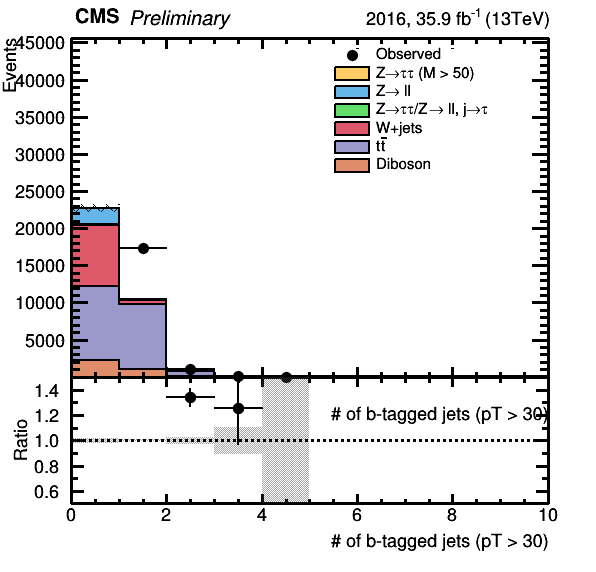 CMS Preliminary 2016, 35.9 fb⁻¹ (13TeV)
Events
45000
40000
35000
30000
25000
20000
15000
10000
5000
Observed
Z→ττ (M > 50)
Z→ ll
Z→ττ/Z→ ll, j→τ
W+jets
tt̄
Diboson
Ratio
1.4
1.2
1.0
0.8
0.6
# of b-tagged jets (pT > 30)
0 2 4 6 8 10
# of b-tagged jets (pT > 30)